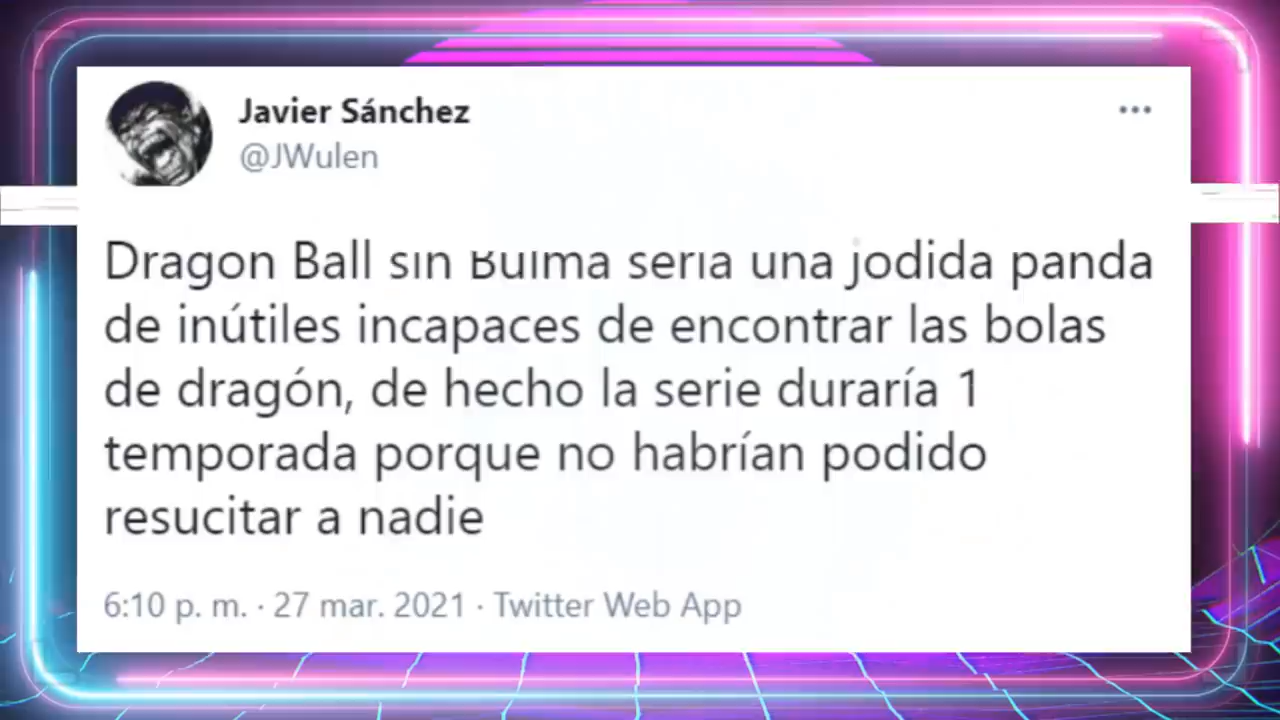 Javier Sánchez
@JWulen
Dragon Ball sin Bulma sería una jodida panda
de inútiles incapaces de encontrar las bolas
de dragón, de hecho la serie duraría 1
temporada porque no habrían podido
resucitar a nadie
6:10 p. m. · 27 mar. 2021 · Twitter Web App